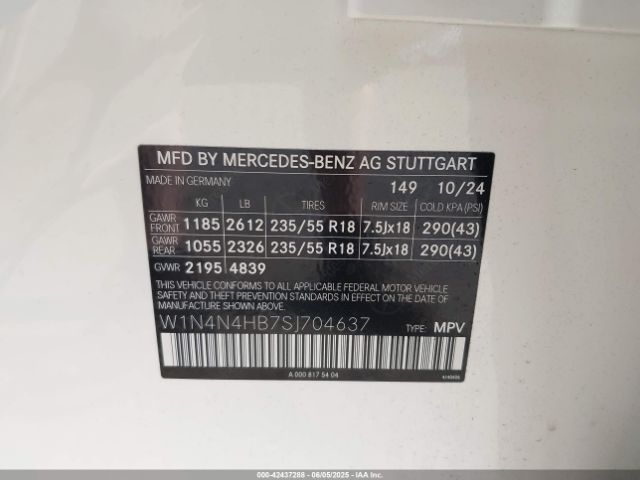 MFD BY MERCEDES-BENZ AG STUTTGART
MADE IN GERMANY 149 10/24
KG LB TIRES RIM SIZE COLD KPA (PSI)
GAWR FRONT 1185 2612 235/55 R18 7.5Jx18 290(43)
GAWR REAR 1055 2326 235/55 R18 7.5Jx18 290(43)
GVWR 2195 4839
THIS VEHICLE CONFORMS TO ALL APPLICABLE FEDERAL MOTOR VEHICLE
SAFETY, BUMPER, AND THEFT PREVENTION STANDARDS IN EFFECT ON THE
DATE OF MANUFACTURE SHOWN ABOVE.
W1N4N4HB7SJ704637 TYPE: MPV
A 000 817 54 04
000-42437288 - 06/05/2025 - IAA, Inc.